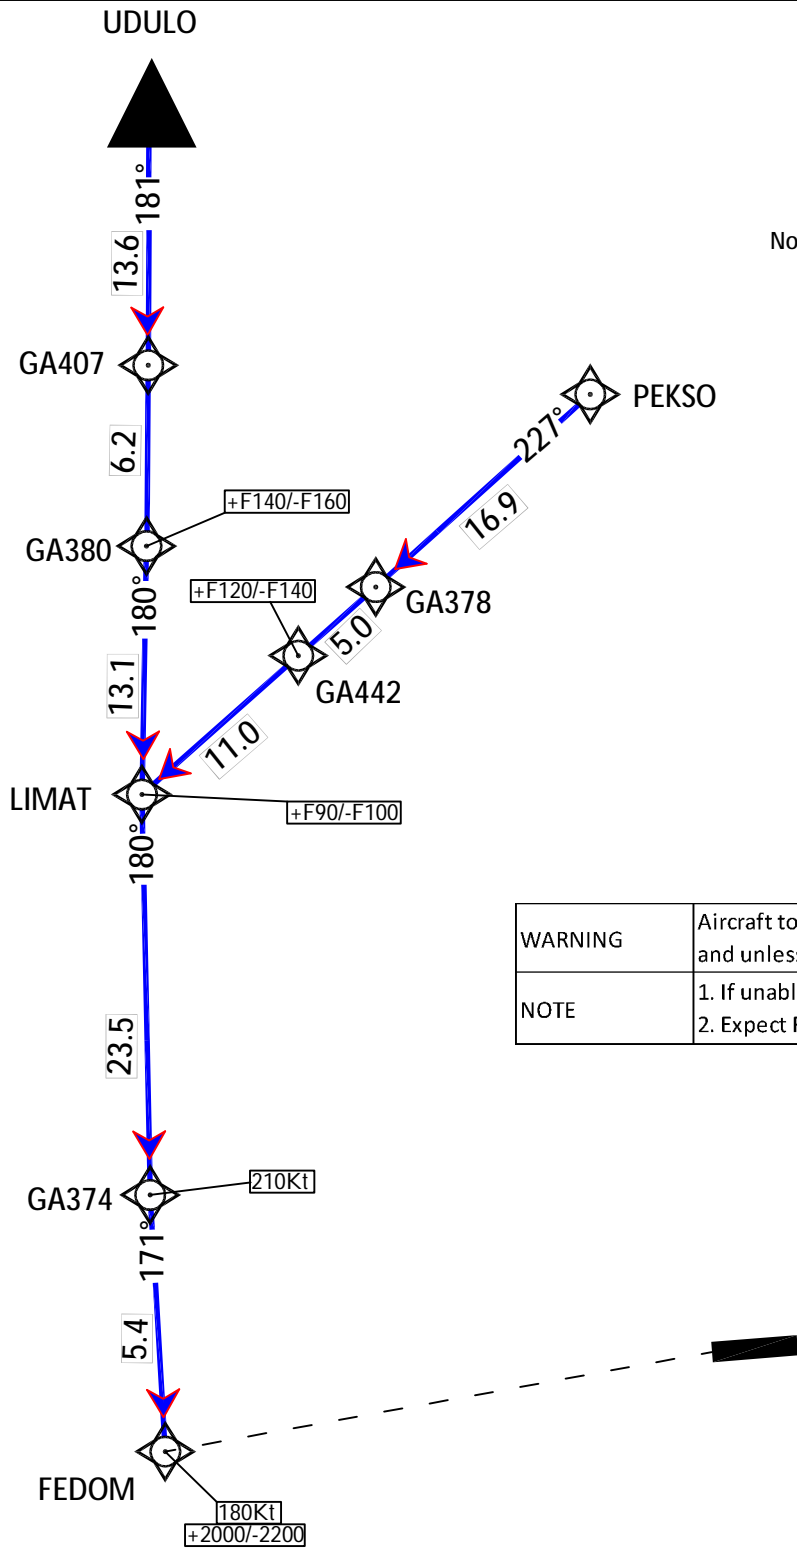 UDULO
181°
No
13.6
GA407
PEKSO
227°
6.2
+F140/-F160
16.9
GA380
+F120/-F140
GA378
180°
5.0
13.1
GA442
11.0
LIMAT
+F90/-F100
180°
WARNING
Aircraft to
and unless
NOTE
1. If unabl
2. Expect
23.5
210Kt
GA374
171°
5.4
FEDOM
180Kt
+2000/-2200